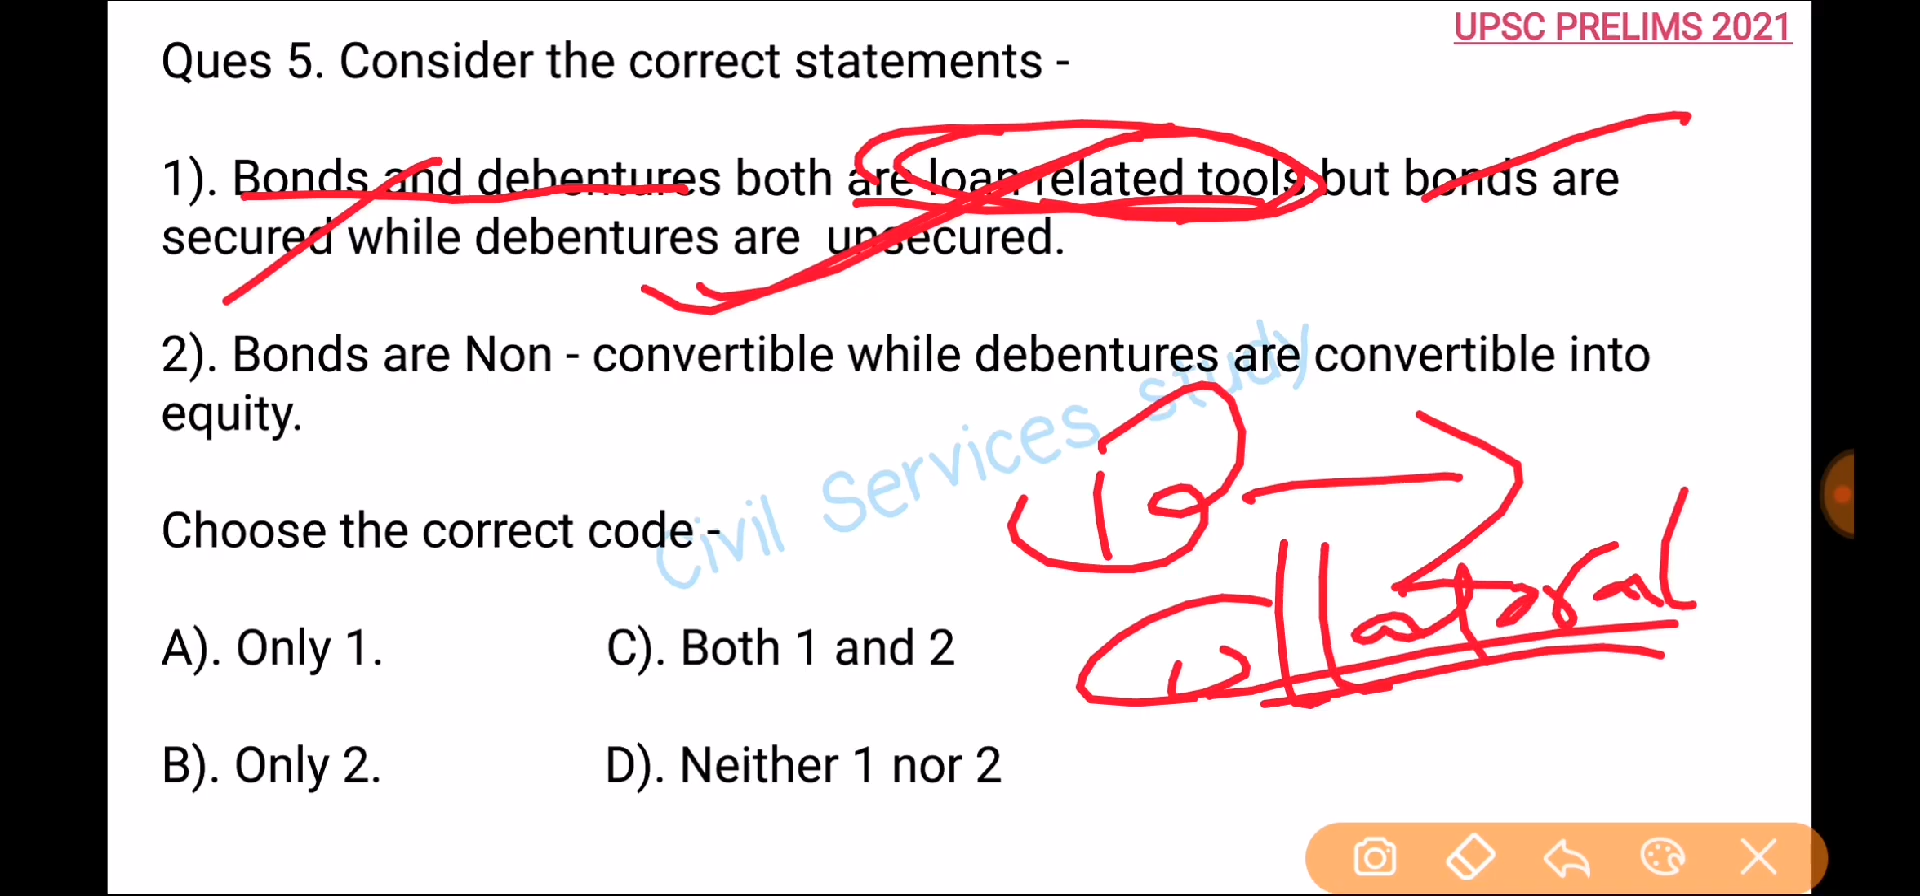 UPSC PRELIMS 2021
Ques 5. Consider the correct statements -
1). Bonds and debentures both are loan related tools but bonds are
secured while debentures are unsecured.
2). Bonds are Non - convertible while debentures are convertible into
equity.
Civil Services study
Choose the correct code -
Collatoral
A). Only 1.
C). Both 1 and 2
B). Only 2.
D). Neither 1 nor 2